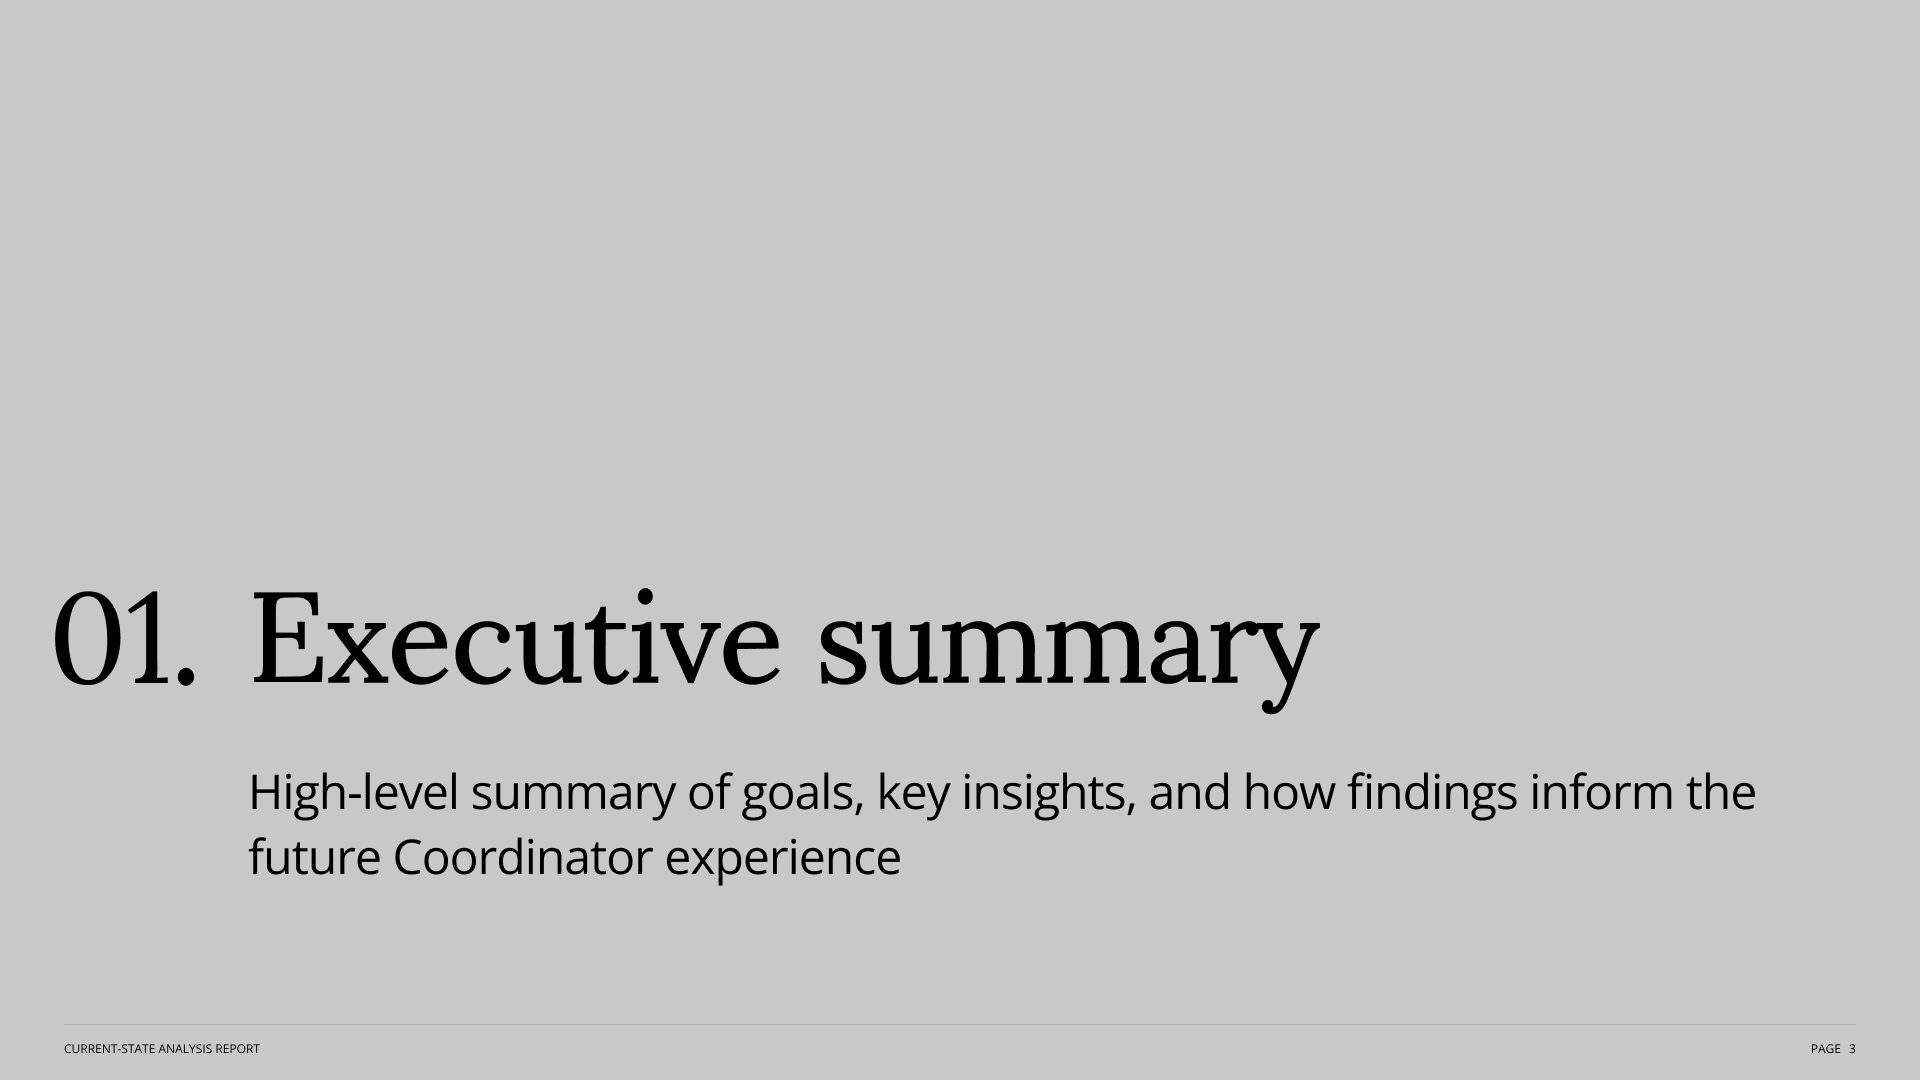 01. Executive summary
High-level summary of goals, key insights, and how findings inform the
future Coordinator experience
CURRENT-STATE ANALYSIS REPORT
PAGE 3